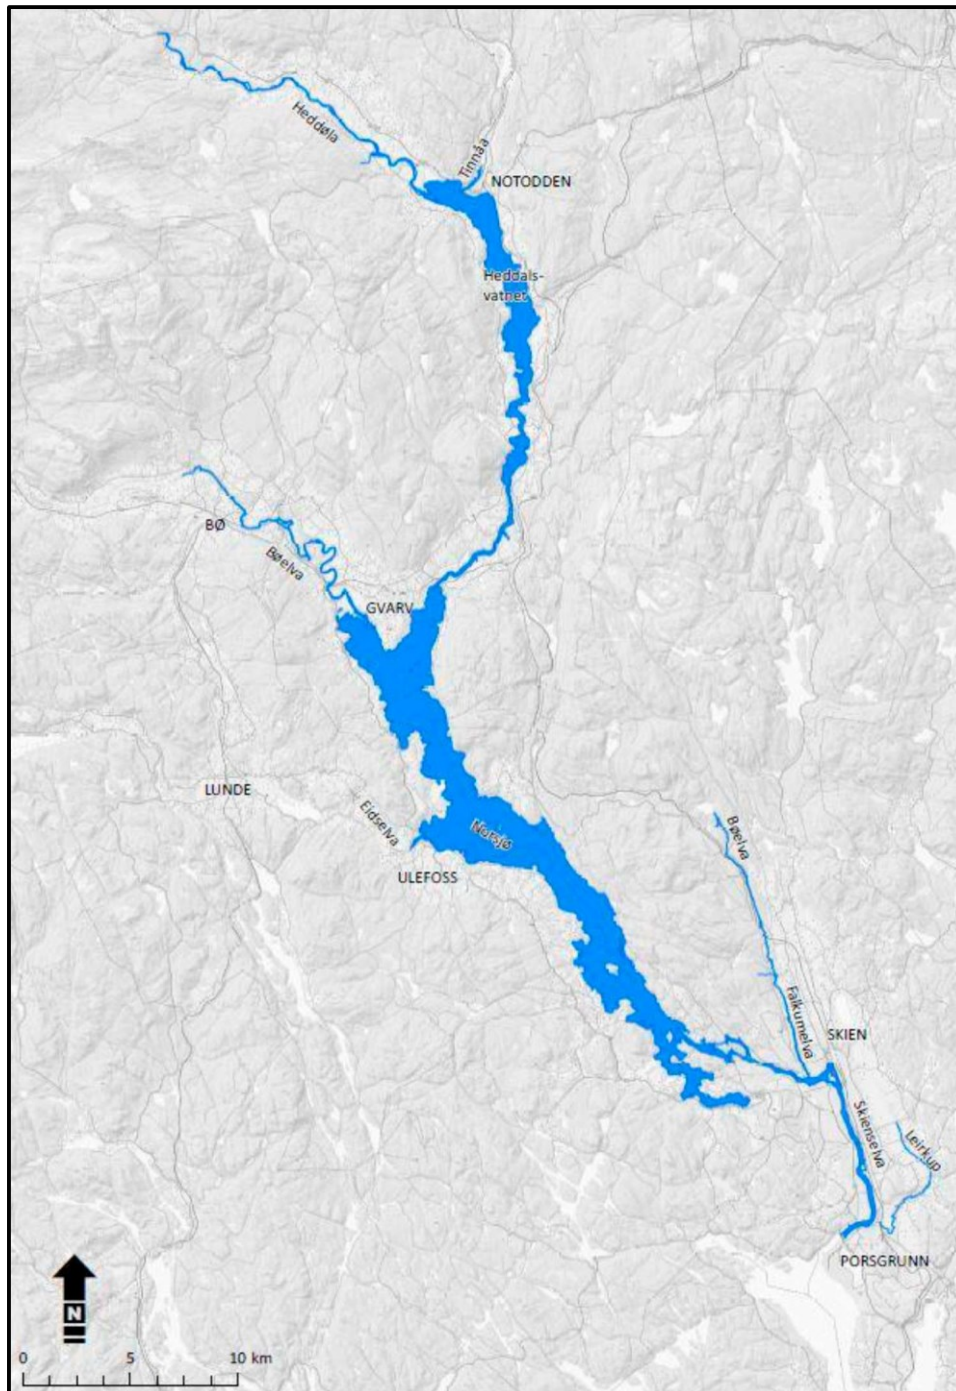 Heddøla
Tinnåa
NOTODDEN
Heddals-
vatnet
BØ
Bøelva
GVARV
LUNDE
Eidselva
Norsjø
ULEFOSS
Bøelva
Falkumelva
SKIEN
Skienselva
Leirkup
PORSGRUNN
N
0 5 10 km